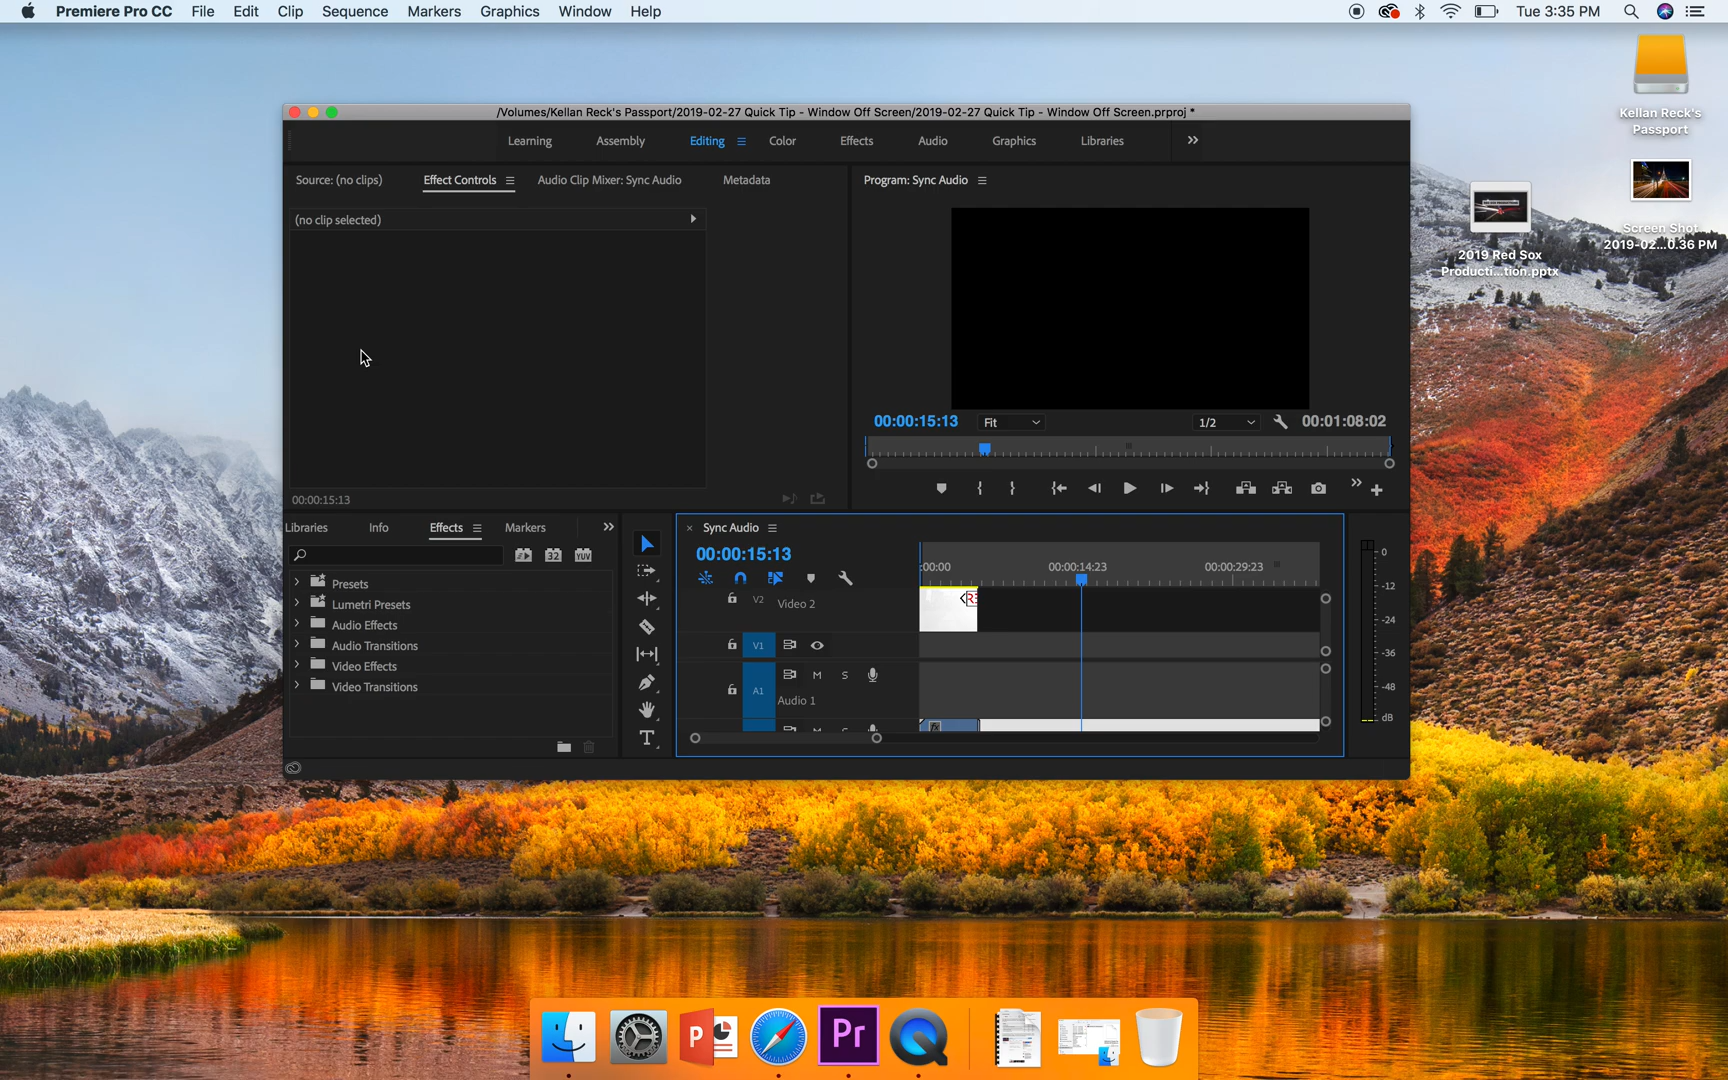 Premiere Pro CC File Edit Clip Sequence Markers Graphics Window Help Tue 3:35 PM
Kellan Reck's
Passport
Screen Shot
2019-02...0.36 PM
2019 Red Sox
Producti...tion.pptx
/Volumes/Kellan Reck's Passport/2019-02-27 Quick Tip - Window Off Screen/2019-02-27 Quick Tip - Window Off Screen.prproj *
Learning Assembly Editing Color Effects Audio Graphics Libraries
Source: (no clips) Effect Controls Audio Clip Mixer: Sync Audio Metadata
Program: Sync Audio
(no clip selected)
00:00:15:13 Fit 1/2 00:01:08:02
00:00:15:13
Libraries Info Effects Markers
32 YUV
Presets
Lumetri Presets
Audio Effects
Audio Transitions
Video Effects
Video Transitions
Sync Audio
00:00:15:13
:00:00 00:00:14:23 00:00:29:23
V2 Video 2
V1
A1 M S
Audio 1
fx
0
-12
-24
-36
-48
dB
P
Pr